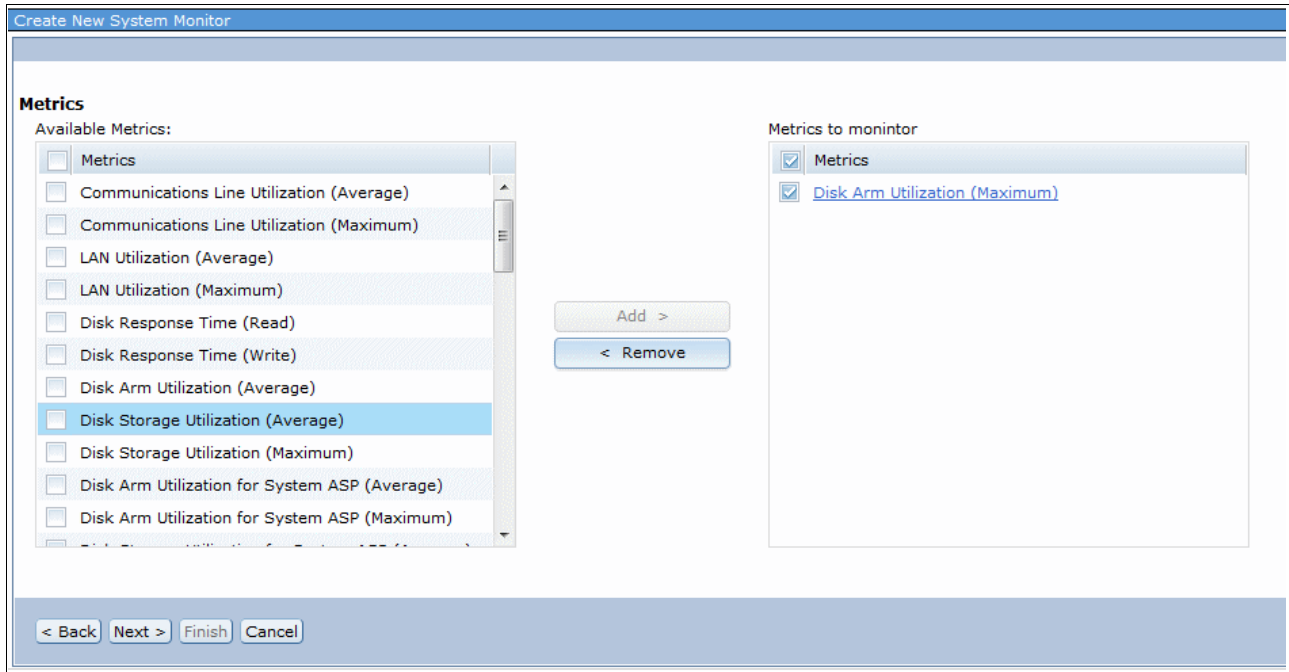 Create New System Monitor
Metrics
Available Metrics:
Metrics
Communications Line Utilization (Average)
Communications Line Utilization (Maximum)
LAN Utilization (Average)
LAN Utilization (Maximum)
Disk Response Time (Read)
Disk Response Time (Write)
Disk Arm Utilization (Average)
Disk Storage Utilization (Average)
Disk Storage Utilization (Maximum)
Disk Arm Utilization for System ASP (Average)
Disk Arm Utilization for System ASP (Maximum)
Add >
< Remove
Metrics to monintor
Metrics
Disk Arm Utilization (Maximum)
< Back Next > Finish Cancel